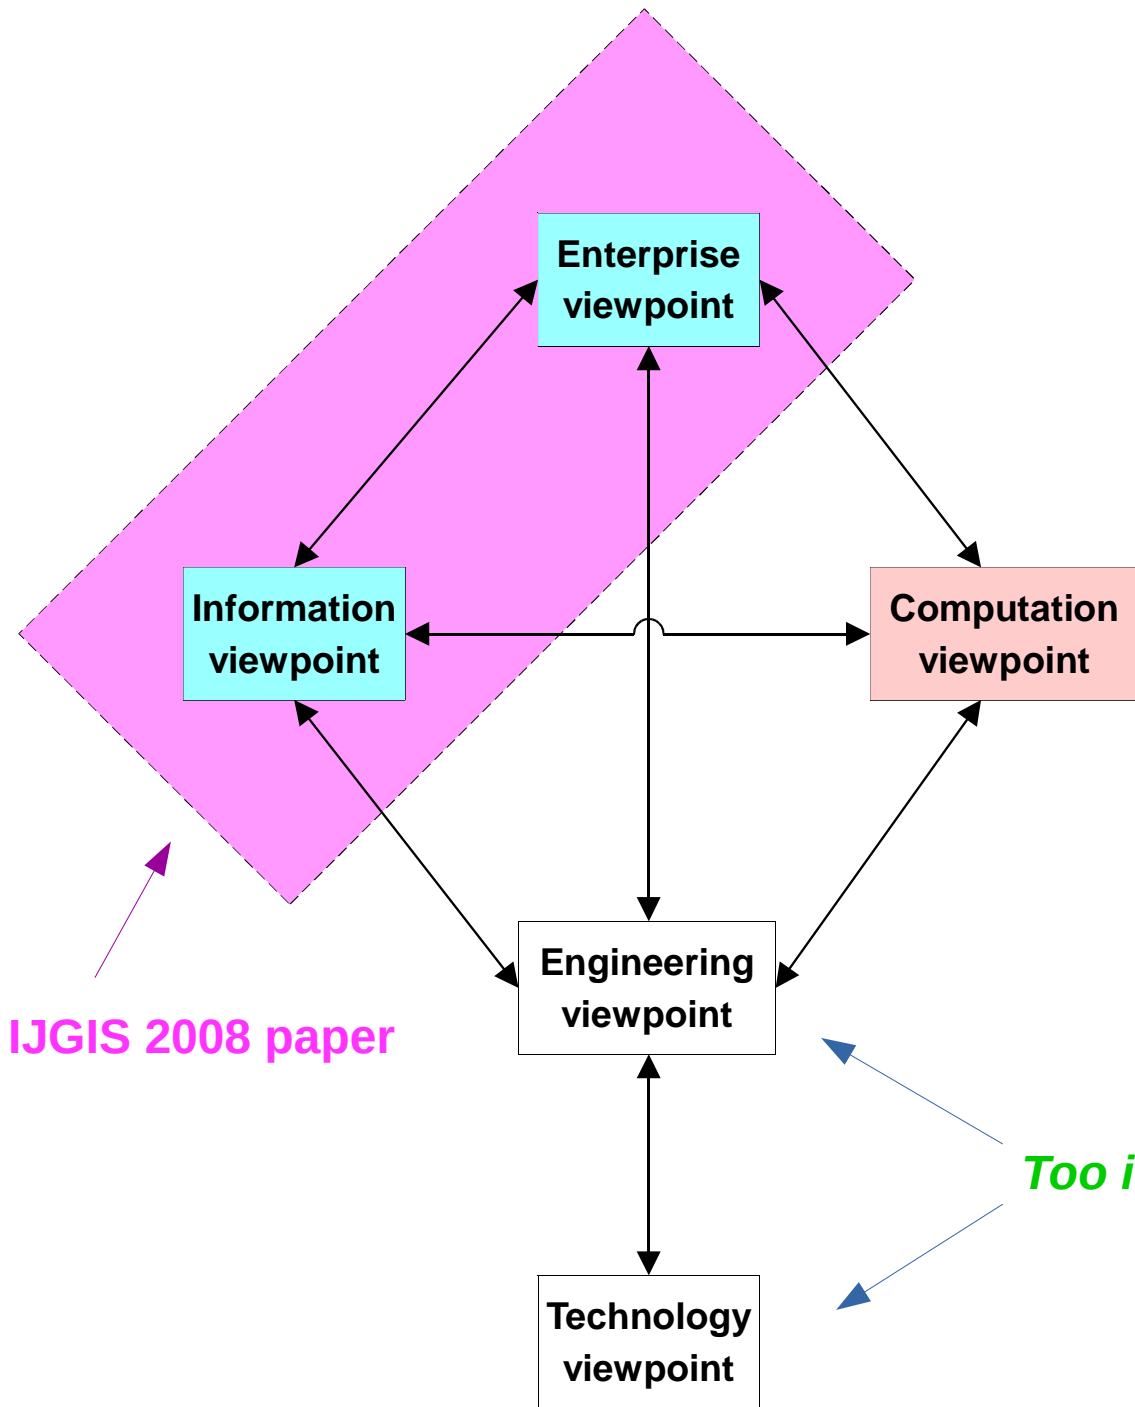 Enterprise
viewpoint
Information
viewpoint
Computation
viewpoint
Engineering
viewpoint
IJGIS 2008 paper
Too i
Technology
viewpoint